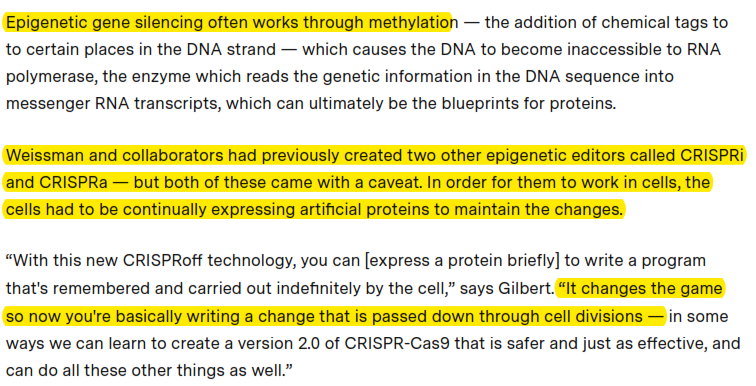 Epigenetic gene silencing often works through methylation — the addition of chemical tags to
to certain places in the DNA strand — which causes the DNA to become inaccessible to RNA
polymerase, the enzyme which reads the genetic information in the DNA sequence into
messenger RNA transcripts, which can ultimately be the blueprints for proteins.
Weissman and collaborators had previously created two other epigenetic editors called CRISPRi
and CRISPRa — but both of these came with a caveat. In order for them to work in cells, the
cells had to be continually expressing artificial proteins to maintain the changes.
“With this new CRISPRoff technology, you can [express a protein briefly] to write a program
that's remembered and carried out indefinitely by the cell,” says Gilbert. “It changes the game
so now you're basically writing a change that is passed down through cell divisions — in some
ways we can learn to create a version 2.0 of CRISPR-Cas9 that is safer and just as effective, and
can do all these other things as well.”